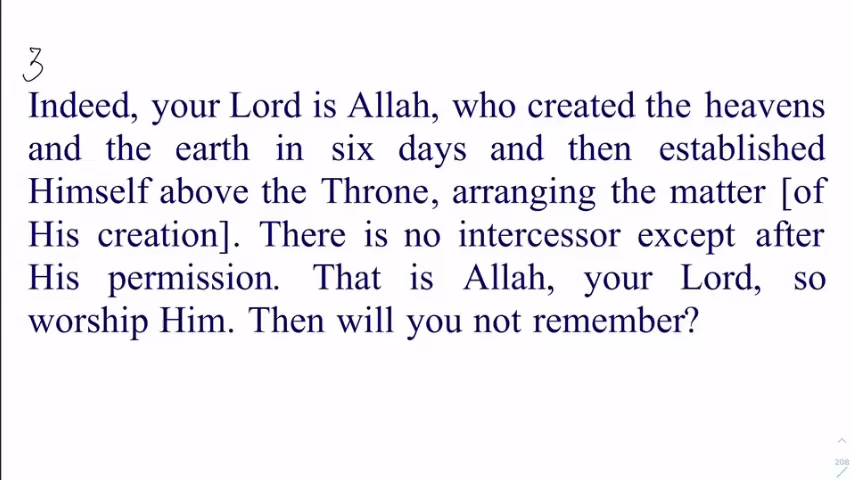 3
Indeed, your Lord is Allah, who created the heavens
and the earth in six days and then established
Himself above the Throne, arranging the matter [of
His creation]. There is no intercessor except after
His permission. That is Allah, your Lord, so
worship Him. Then will you not remember?
208